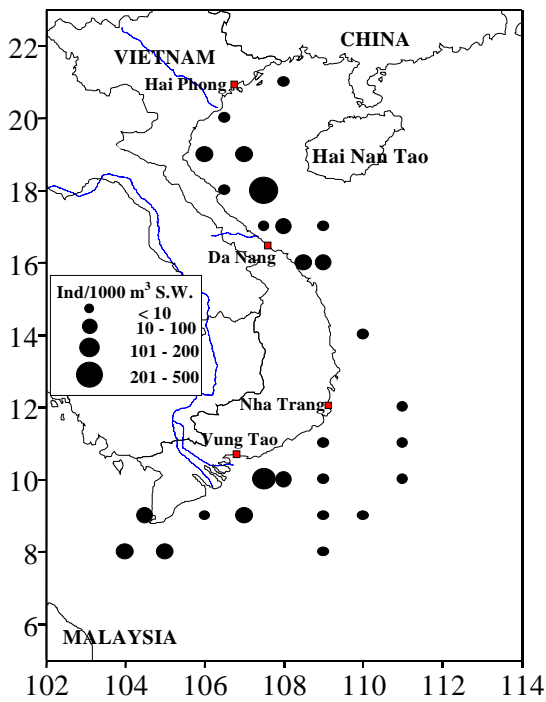 22
CHINA
VIETNAM
Hai Phong
20
Hai Nan Tao
18
Da Nang
16
Ind/1000 m³ S.W.
< 10
10 - 100
101 - 200
201 - 500
14
12
Nha Trang
Vung Tao
10
8
6
MALAYSIA
102 104 106 108 110 112 114